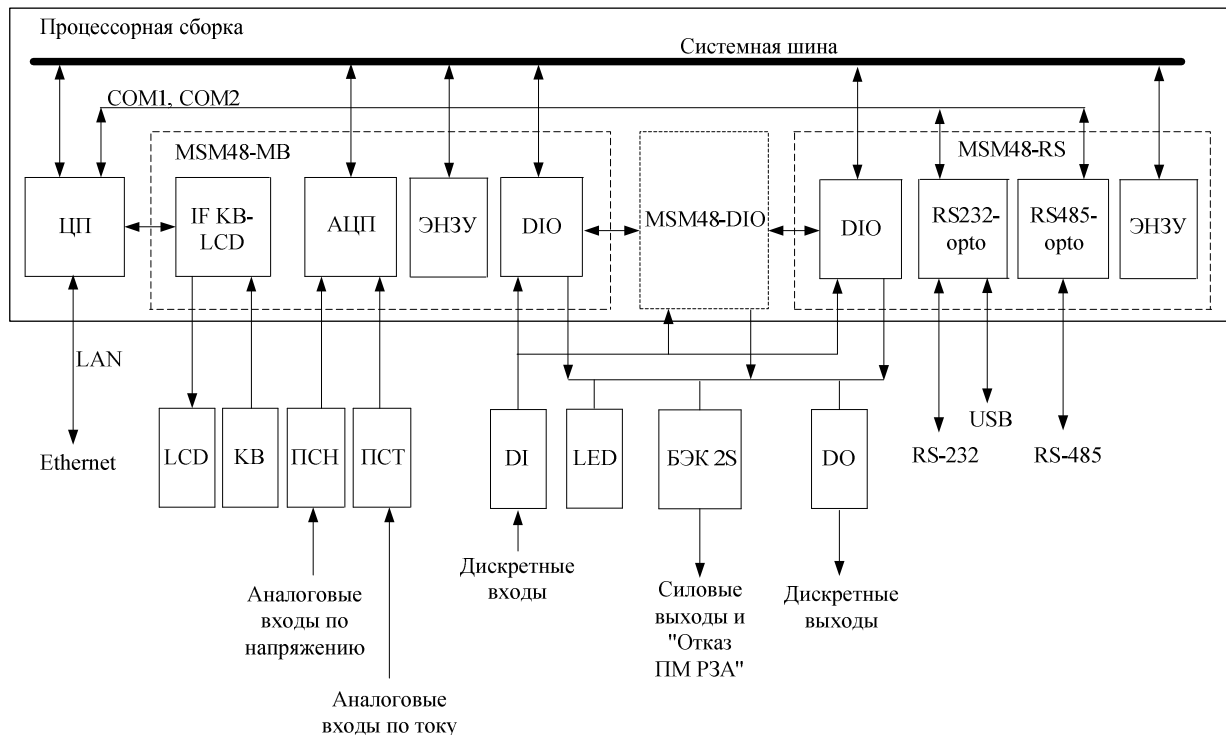 Процессорная сборка
Системная шина
COM1, COM2
MSM48-MB
MSM48-RS
ЦП
IF KB-
LCD
АЦП
ЭНЗУ
DIO
MSM48-DIO
DIO
RS232-
opto
RS485-
opto
ЭНЗУ
LAN
Ethernet
LCD
KB
ПСН
ПСТ
DI
LED
БЭК 2S
DO
USB
RS-232
RS-485
Дискретные
входы
Аналоговые
входы по
напряжению
Силовые
выходы и
"Отказ
ПМ РЗА"
Дискретные
выходы
Аналоговые
входы по току